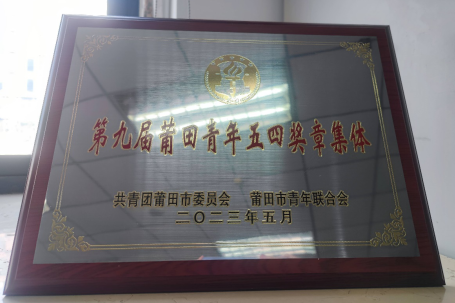 第九届莆田青年五四奖章集体
共青团莆田市委员会 莆田市青年联合会
二〇二三年五月